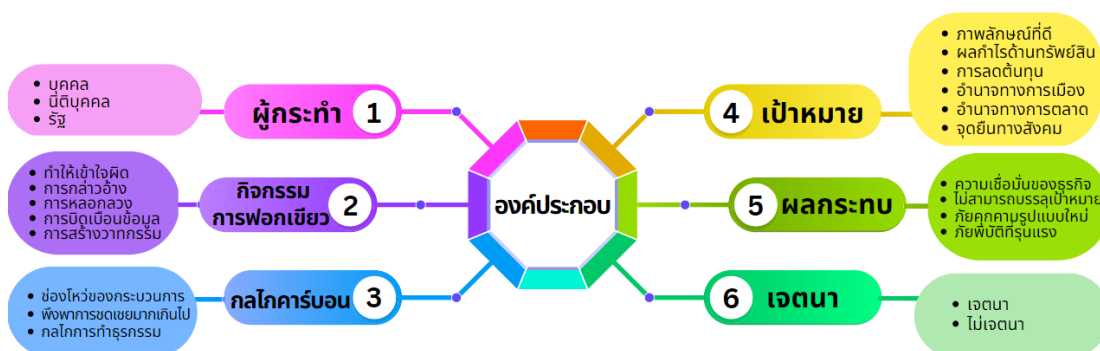 • บุคคล
• นิติบุคคล
• รัฐ
ผู้กระทำ 1
• ทำให้เข้าใจผิด
• การกล่าวอ้าง
• การหลอกลวง
• การบิดเบือนข้อมูล
• การสร้างวาทกรรม
กิจกรรม
การฟอกเขียว
2
• ช่องโหว่ของกระบวนการ
• พึงพาการชดเชยมากเกินไป
• กลไกการทำธุรกรรม
กลไกคาร์บอน 3
องค์ประกอบ
4 เป้าหมาย
• ภาพลักษณ์ที่ดี
• ผลกำไรด้านทรัพย์สิน
• การลดต้นทุน
• อำนาจทางการเมือง
• อำนาจทางการตลาด
• จุดยืนทางสังคม
5 ผลกระทบ
• ความเชื่อมั่นของธุรกิจ
• ไม่สามารถบรรลุเป้าหมาย
• ภัยคุกคามรูปแบบใหม่
• ภัยพิบัติที่รุนแรง
6 เจตนา
• เจตนา
• ไม่เจตนา